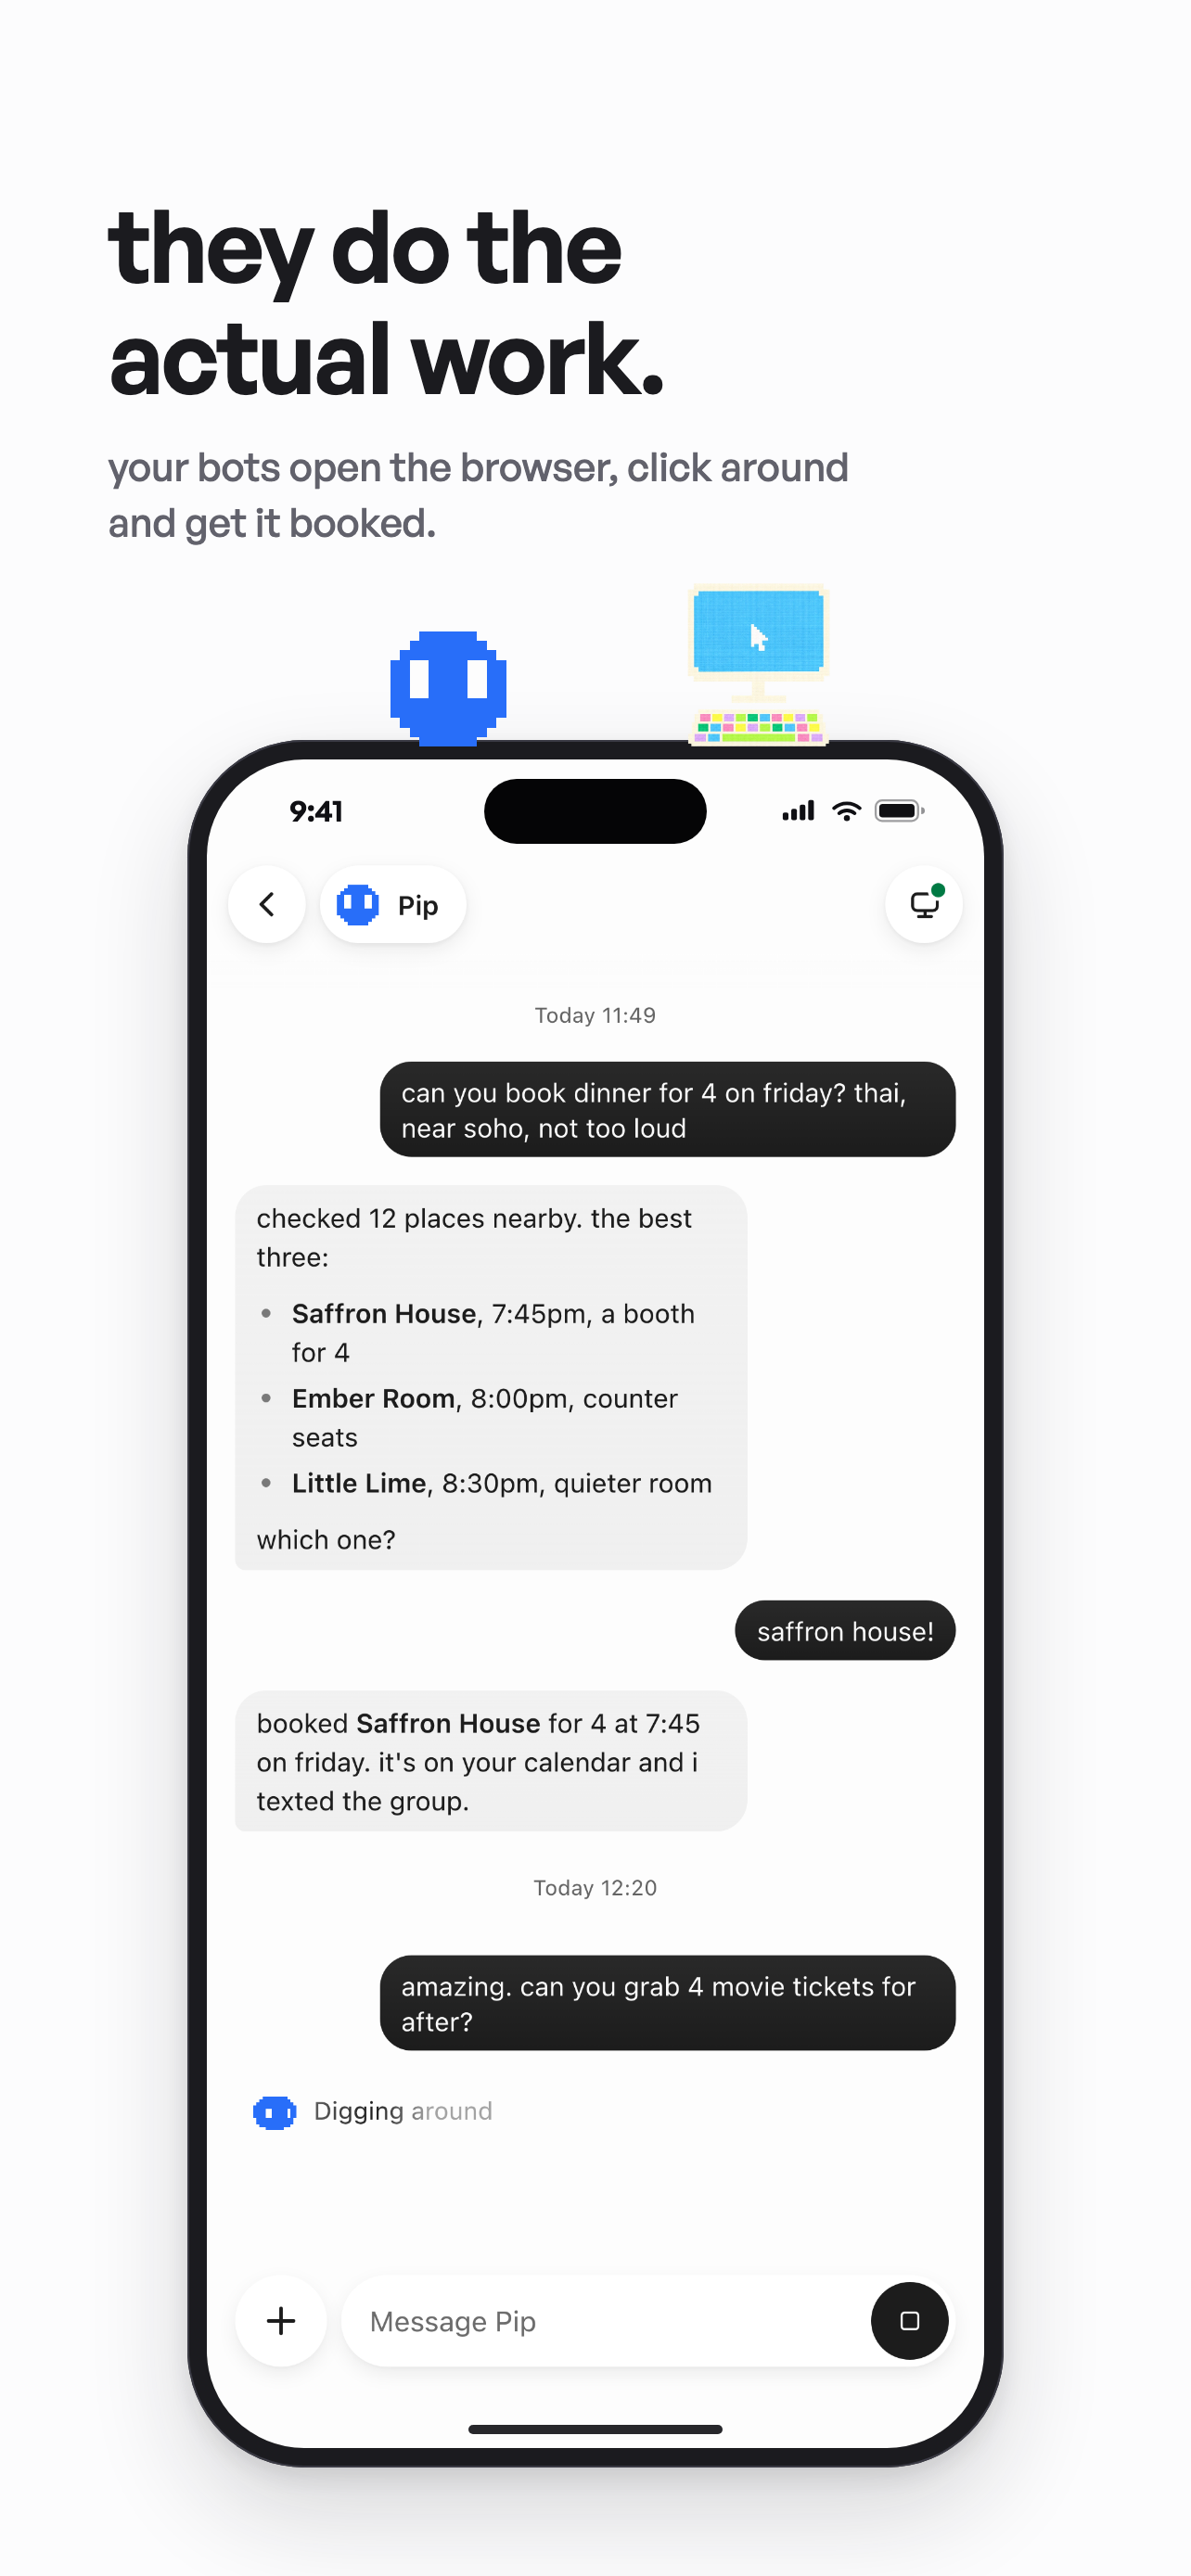 they do the
actual work.
your bots open the browser, click around
and get it booked.
9:41
Pip
Today 11:49
can you book dinner for 4 on friday? thai,
near soho, not too loud
checked 12 places nearby. the best
three:
• Saffron House, 7:45pm, a booth
for 4
• Ember Room, 8:00pm, counter
seats
• Little Lime, 8:30pm, quieter room
which one?
saffron house!
booked Saffron House for 4 at 7:45
on friday. it's on your calendar and i
texted the group.
Today 12:20
amazing. can you grab 4 movie tickets for
after?
Digging around
Message Pip